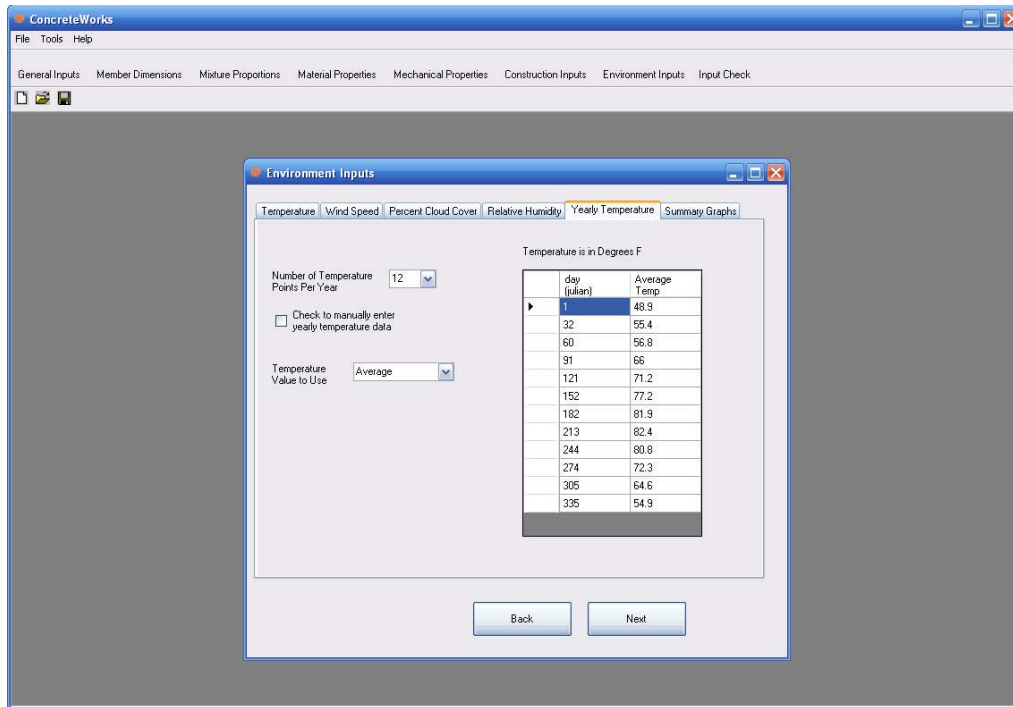 ConcreteWorks
File Tools Help
General Inputs Member Dimensions Mixture Proportions Material Properties Mechanical Properties Construction Inputs Environment Inputs Input Check
Environment Inputs
Temperature Wind Speed Percent Cloud Cover Relative Humidity Yearly Temperature Summary Graphs
Temperature is in Degrees F
Number of Temperature
Points Per Year
12
Check to manually enter
yearly temperature data
Temperature
Value to Use
Average
day Average
(julian) Temp
1 48.9
32 55.4
60 56.8
91 66
121 71.2
152 77.2
182 81.9
213 82.4
244 80.8
274 72.3
305 64.6
335 54.9
Back Next